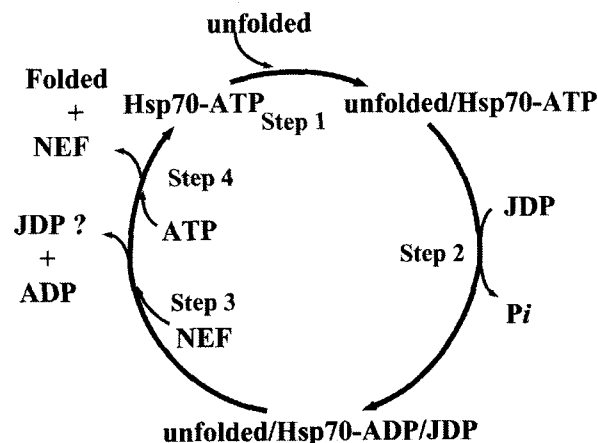 unfolded
Folded
+
NEF
Hsp70-ATP
Step 1
unfolded/Hsp70-ATP
Step 4
ATP
JDP ?
+
ADP
JDP
Step 2
Pi
Step 3
NEF
unfolded/Hsp70-ADP/JDP